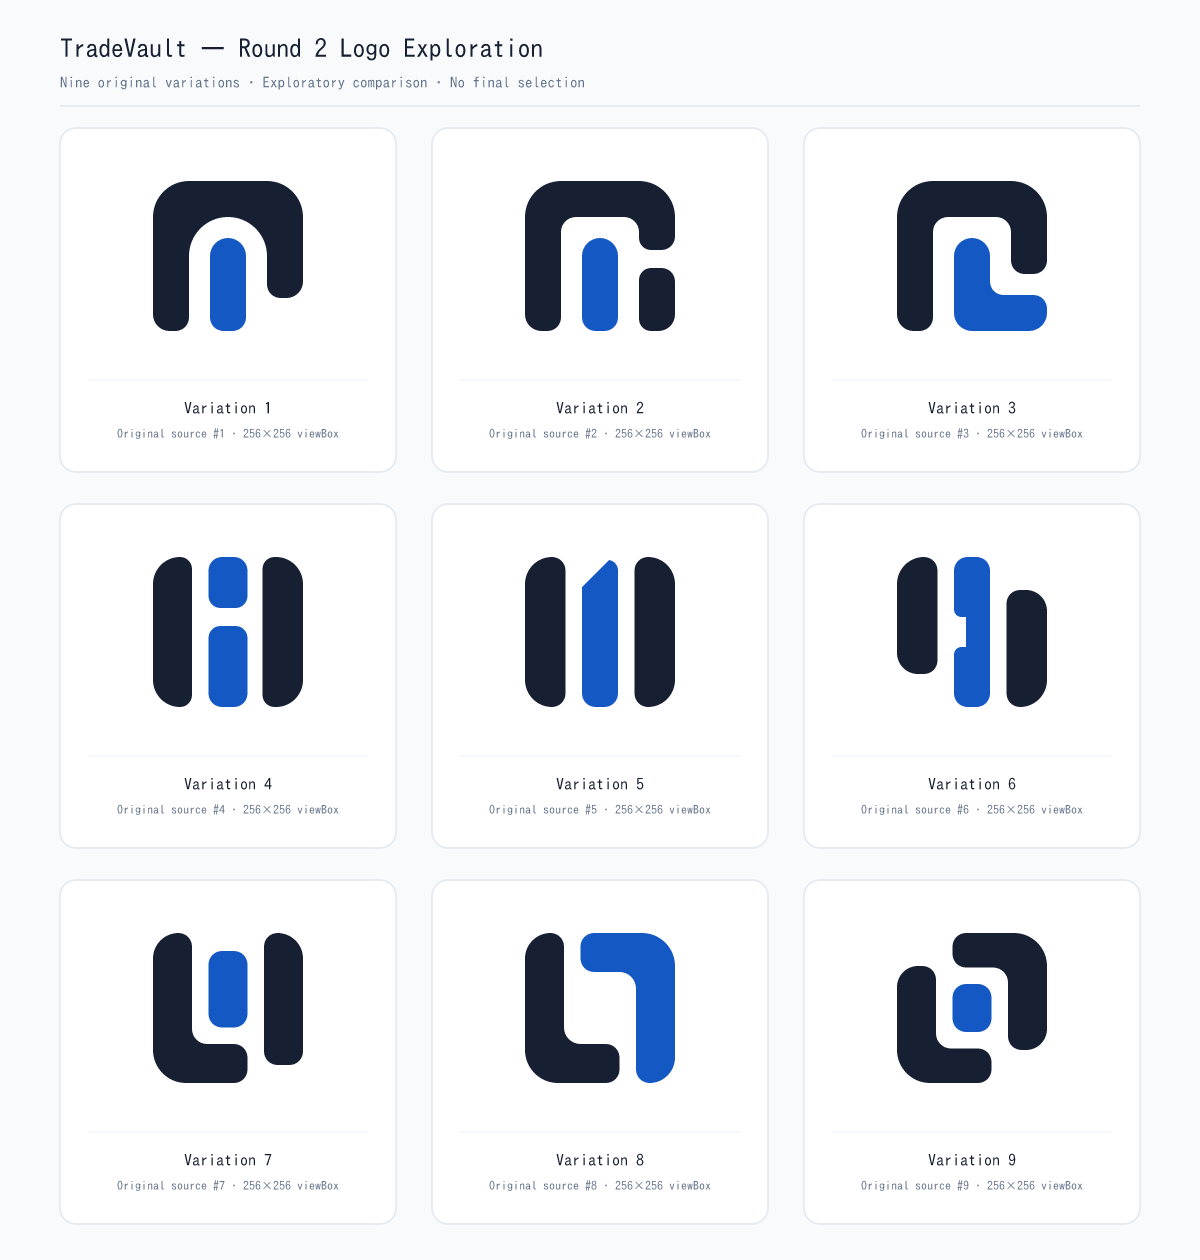 TradeVault — Round 2 Logo Exploration
Nine original variations · Exploratory comparison · No final selection
Variation 1
Original source #1 · 256×256 viewBox
Variation 2
Original source #2 · 256×256 viewBox
Variation 3
Original source #3 · 256×256 viewBox
Variation 4
Original source #4 · 256×256 viewBox
Variation 5
Original source #5 · 256×256 viewBox
Variation 6
Original source #6 · 256×256 viewBox
Variation 7
Original source #7 · 256×256 viewBox
Variation 8
Original source #8 · 256×256 viewBox
Variation 9
Original source #9 · 256×256 viewBox